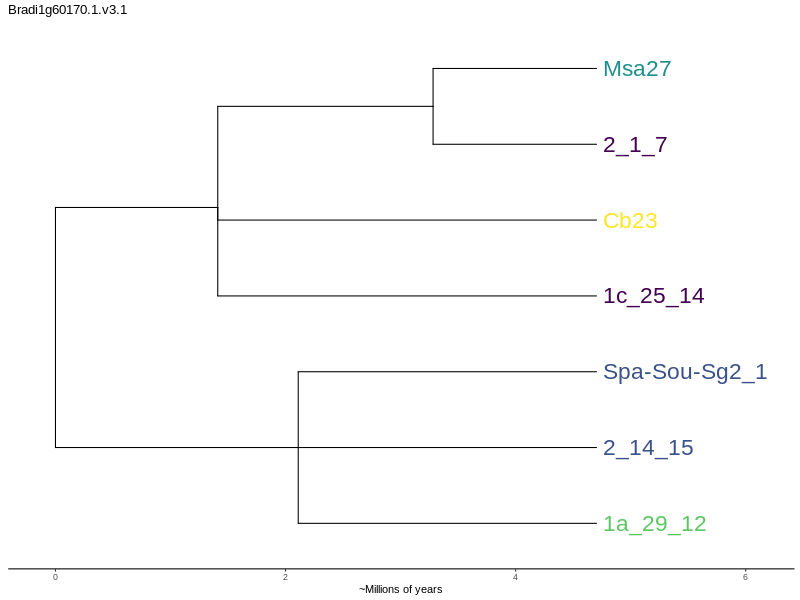 Bradi1g60170.1.v3.1
Msa27
2_1_7
Cb23
1c_25_14
Spa-Sou-Sg2_1
2_14_15
1a_29_12
0 2 4 6
~Millions of years